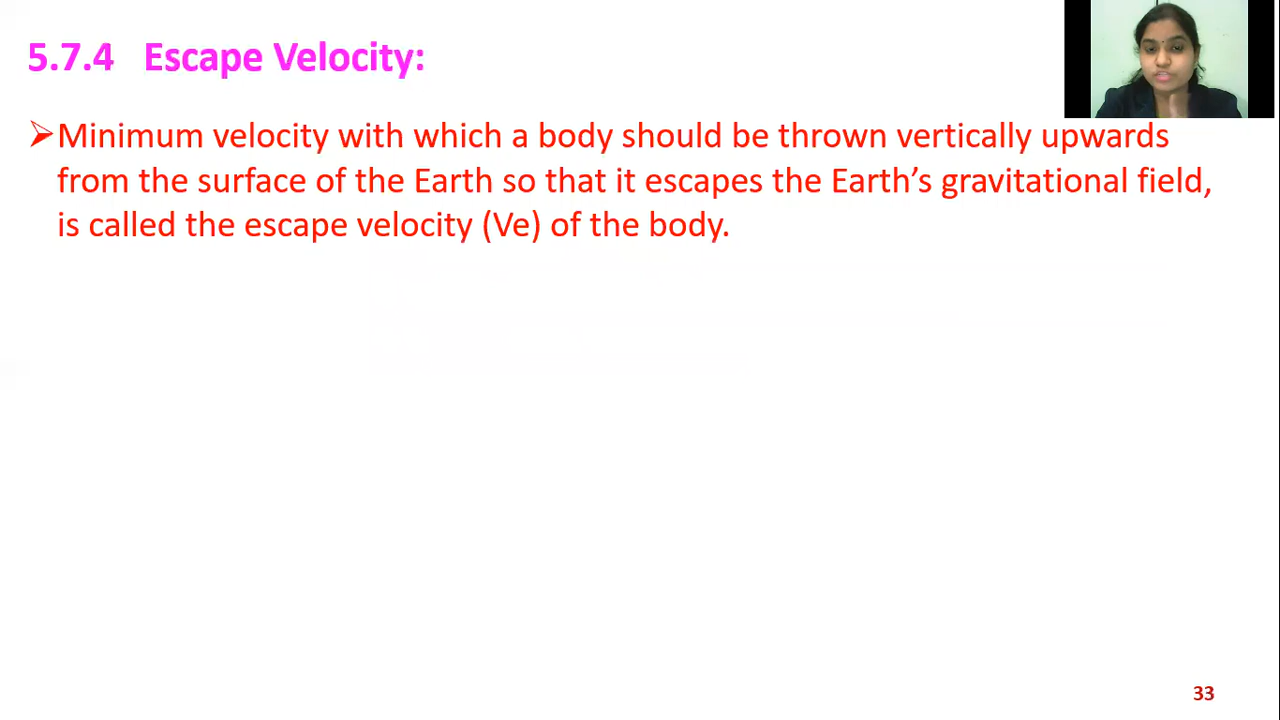 5.7.4 Escape Velocity:
➢Minimum velocity with which a body should be thrown vertically upwards
from the surface of the Earth so that it escapes the Earth’s gravitational field,
is called the escape velocity (Ve) of the body.
33